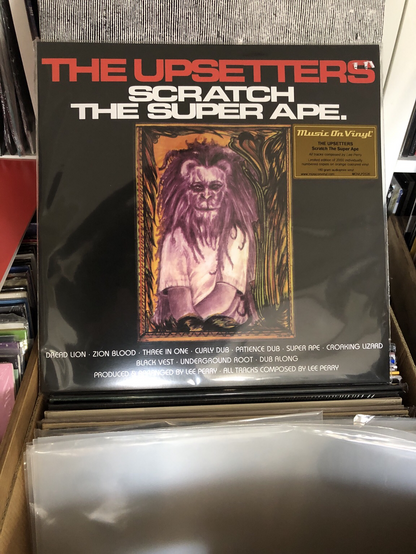 THE UPSETTERS
SCRATCH
THE SUPER APE.
Music On Vinyl
THE UPSETTERS
Scratch The Super Ape
DREAD LION · ZION BLOOD · THREE IN ONE · CURLY DUB · PATIENCE DUB · SUPER APE · CROAKING LIZARD
BLACK VEST · UNDERGROUND ROOT · DUB ALONG
PRODUCED & ARRANGED BY LEE PERRY · ALL TRACKS COMPOSED BY LEE PERRY